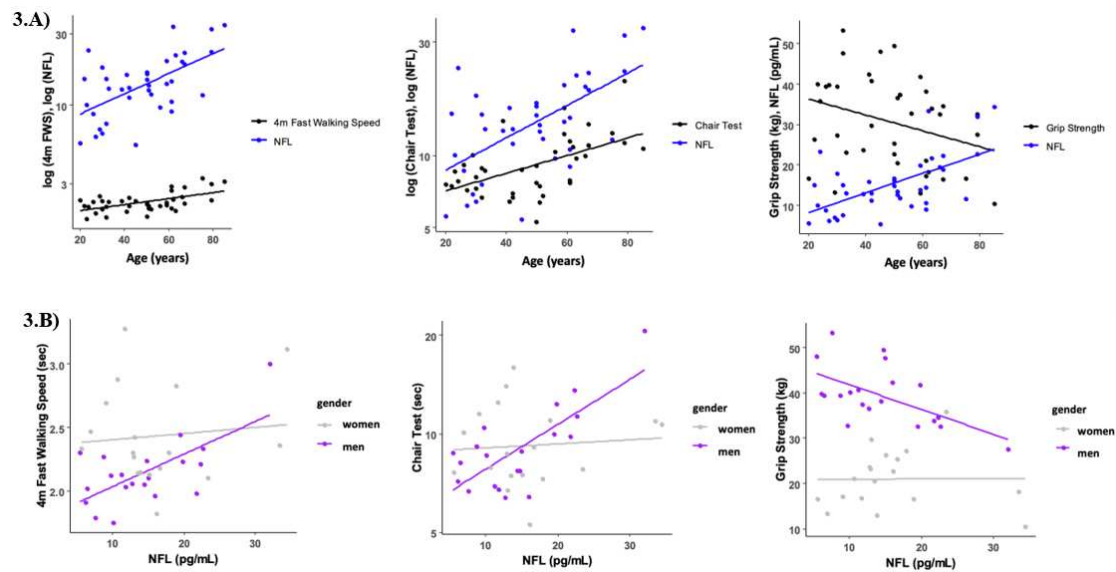 3.A)
log (4m FWS), log (NFL)
30
10
3
20 40 60 80
Age (years)
4m Fast Walking Speed
NFL
log (Chair Test), log (NFL)
30
10
5
20 40 60 80
Age (years)
Chair Test
NFL
Grip Strength (kg), NFL (pg/mL)
50
40
30
20
10
20 40 60 80
Age (years)
Grip Strength
NFL
3.B)
4m Fast Walking Speed (sec)
3.0
2.5
2.0
10 20 30
NFL (pg/mL)
gender
women
men
Chair Test (sec)
20
10
5
10 20 30
NFL (pg/mL)
gender
women
men
Grip Strength (kg)
50
40
30
20
10
10 20 30
NFL (pg/mL)
gender
women
men